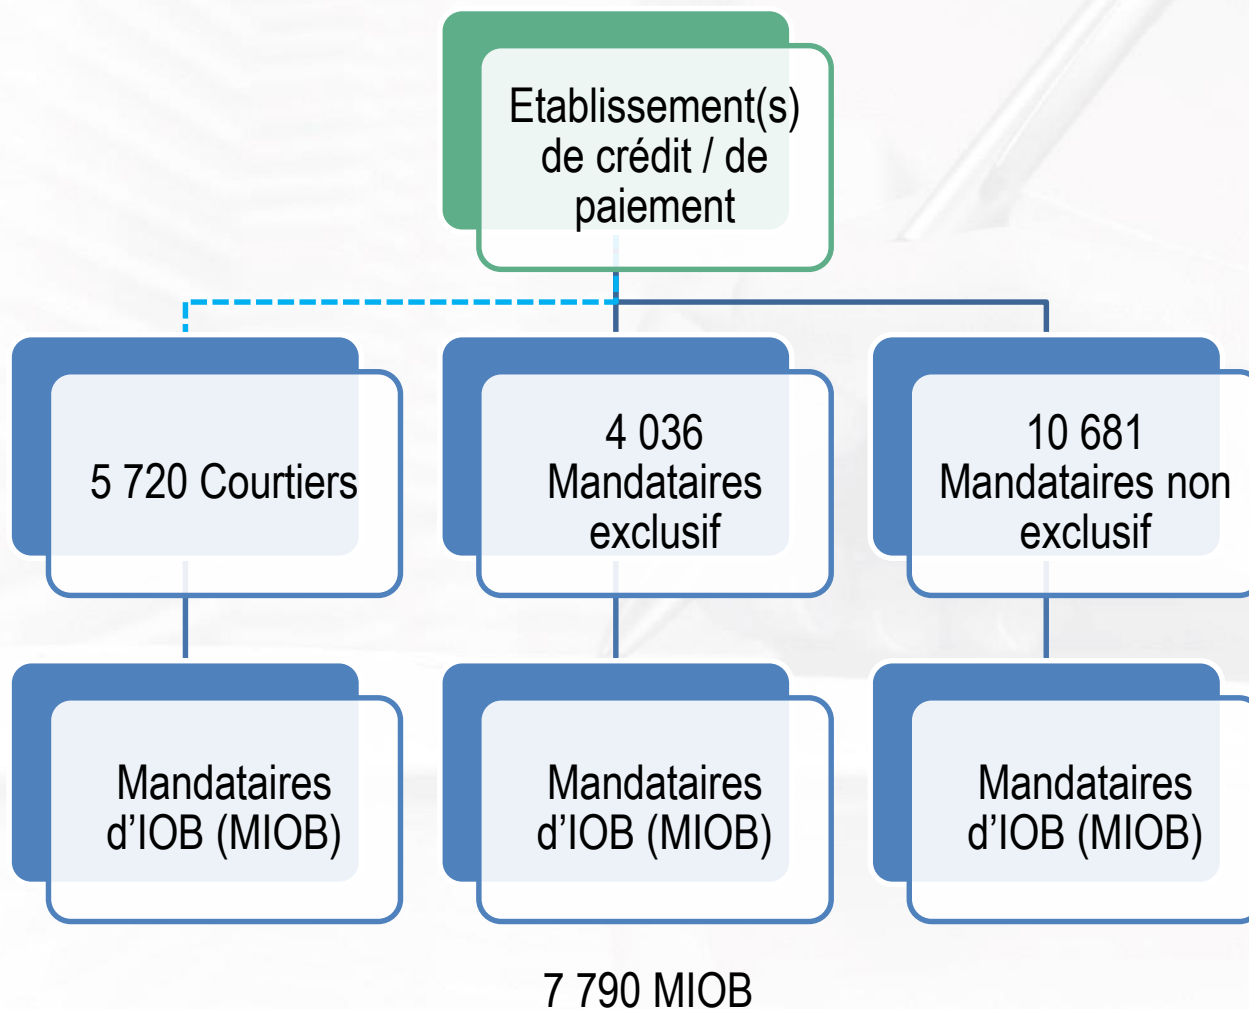 Etablissement(s)
de crédit / de
paiement
5 720 Courtiers
4 036
Mandataires
exclusif
10 681
Mandataires non
exclusif
Mandataires
d’IOB (MIOB)
Mandataires
d’IOB (MIOB)
Mandataires
d’IOB (MIOB)
7 790 MIOB